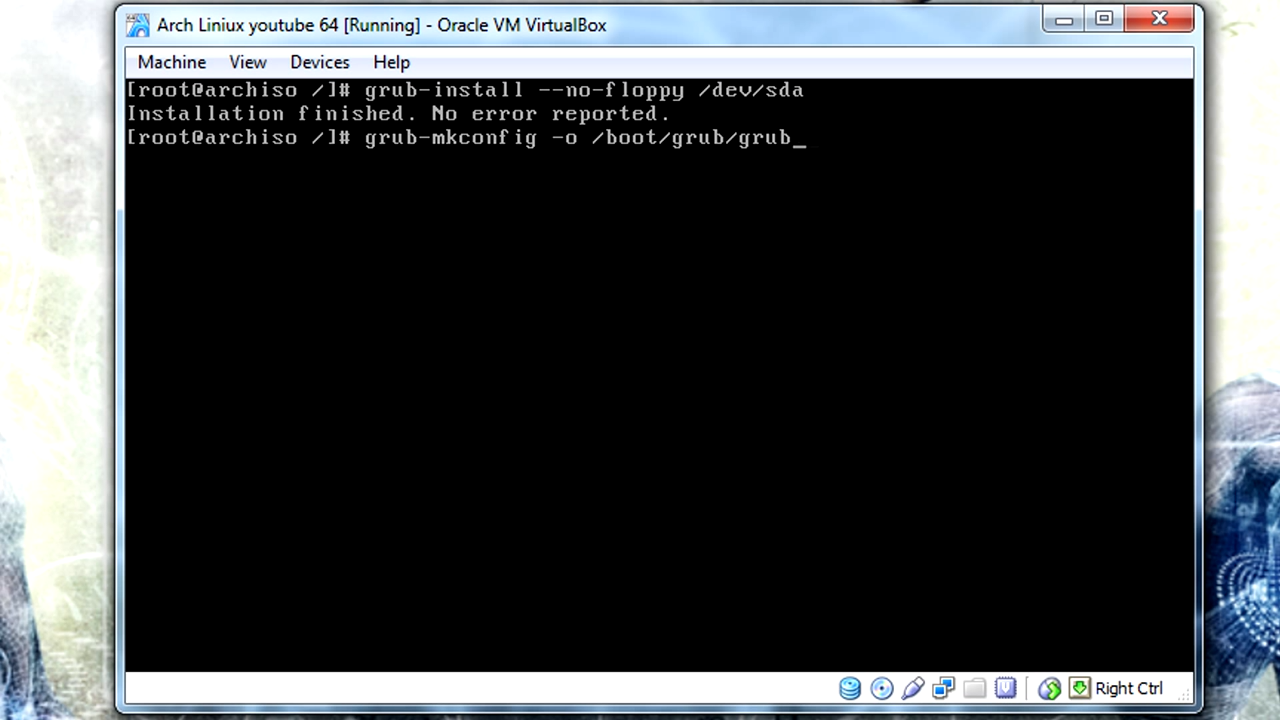 Arch Liniux youtube 64 [Running] - Oracle VM VirtualBox
Machine View Devices Help
[root@archiso /]# grub-install --no-floppy /dev/sda
Installation finished. No error reported.
[root@archiso /]# grub-mkconfig -o /boot/grub/grub_
Right Ctrl